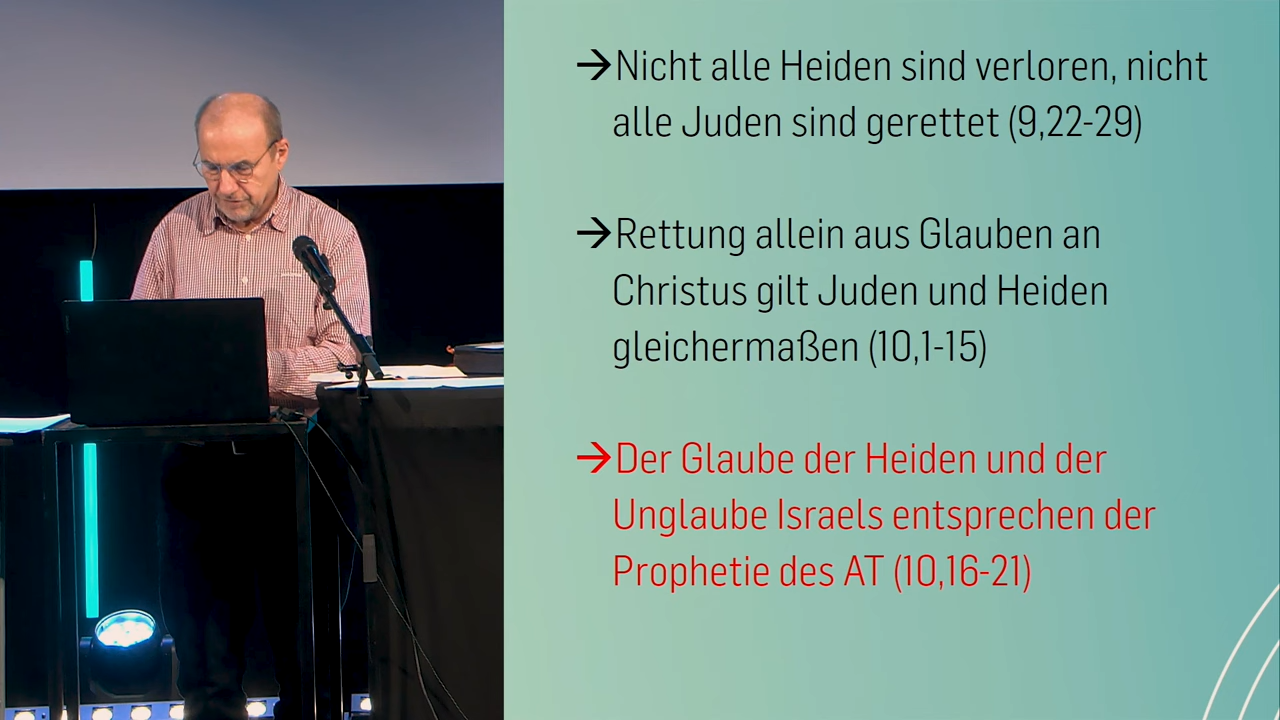 →Nicht alle Heiden sind verloren, nicht
alle Juden sind gerettet (9,22-29)
→Rettung allein aus Glauben an
Christus gilt Juden und Heiden
gleichermaßen (10,1-15)
→Der Glaube der Heiden und der
Unglaube Israels entsprechen der
Prophetie des AT (10,16-21)